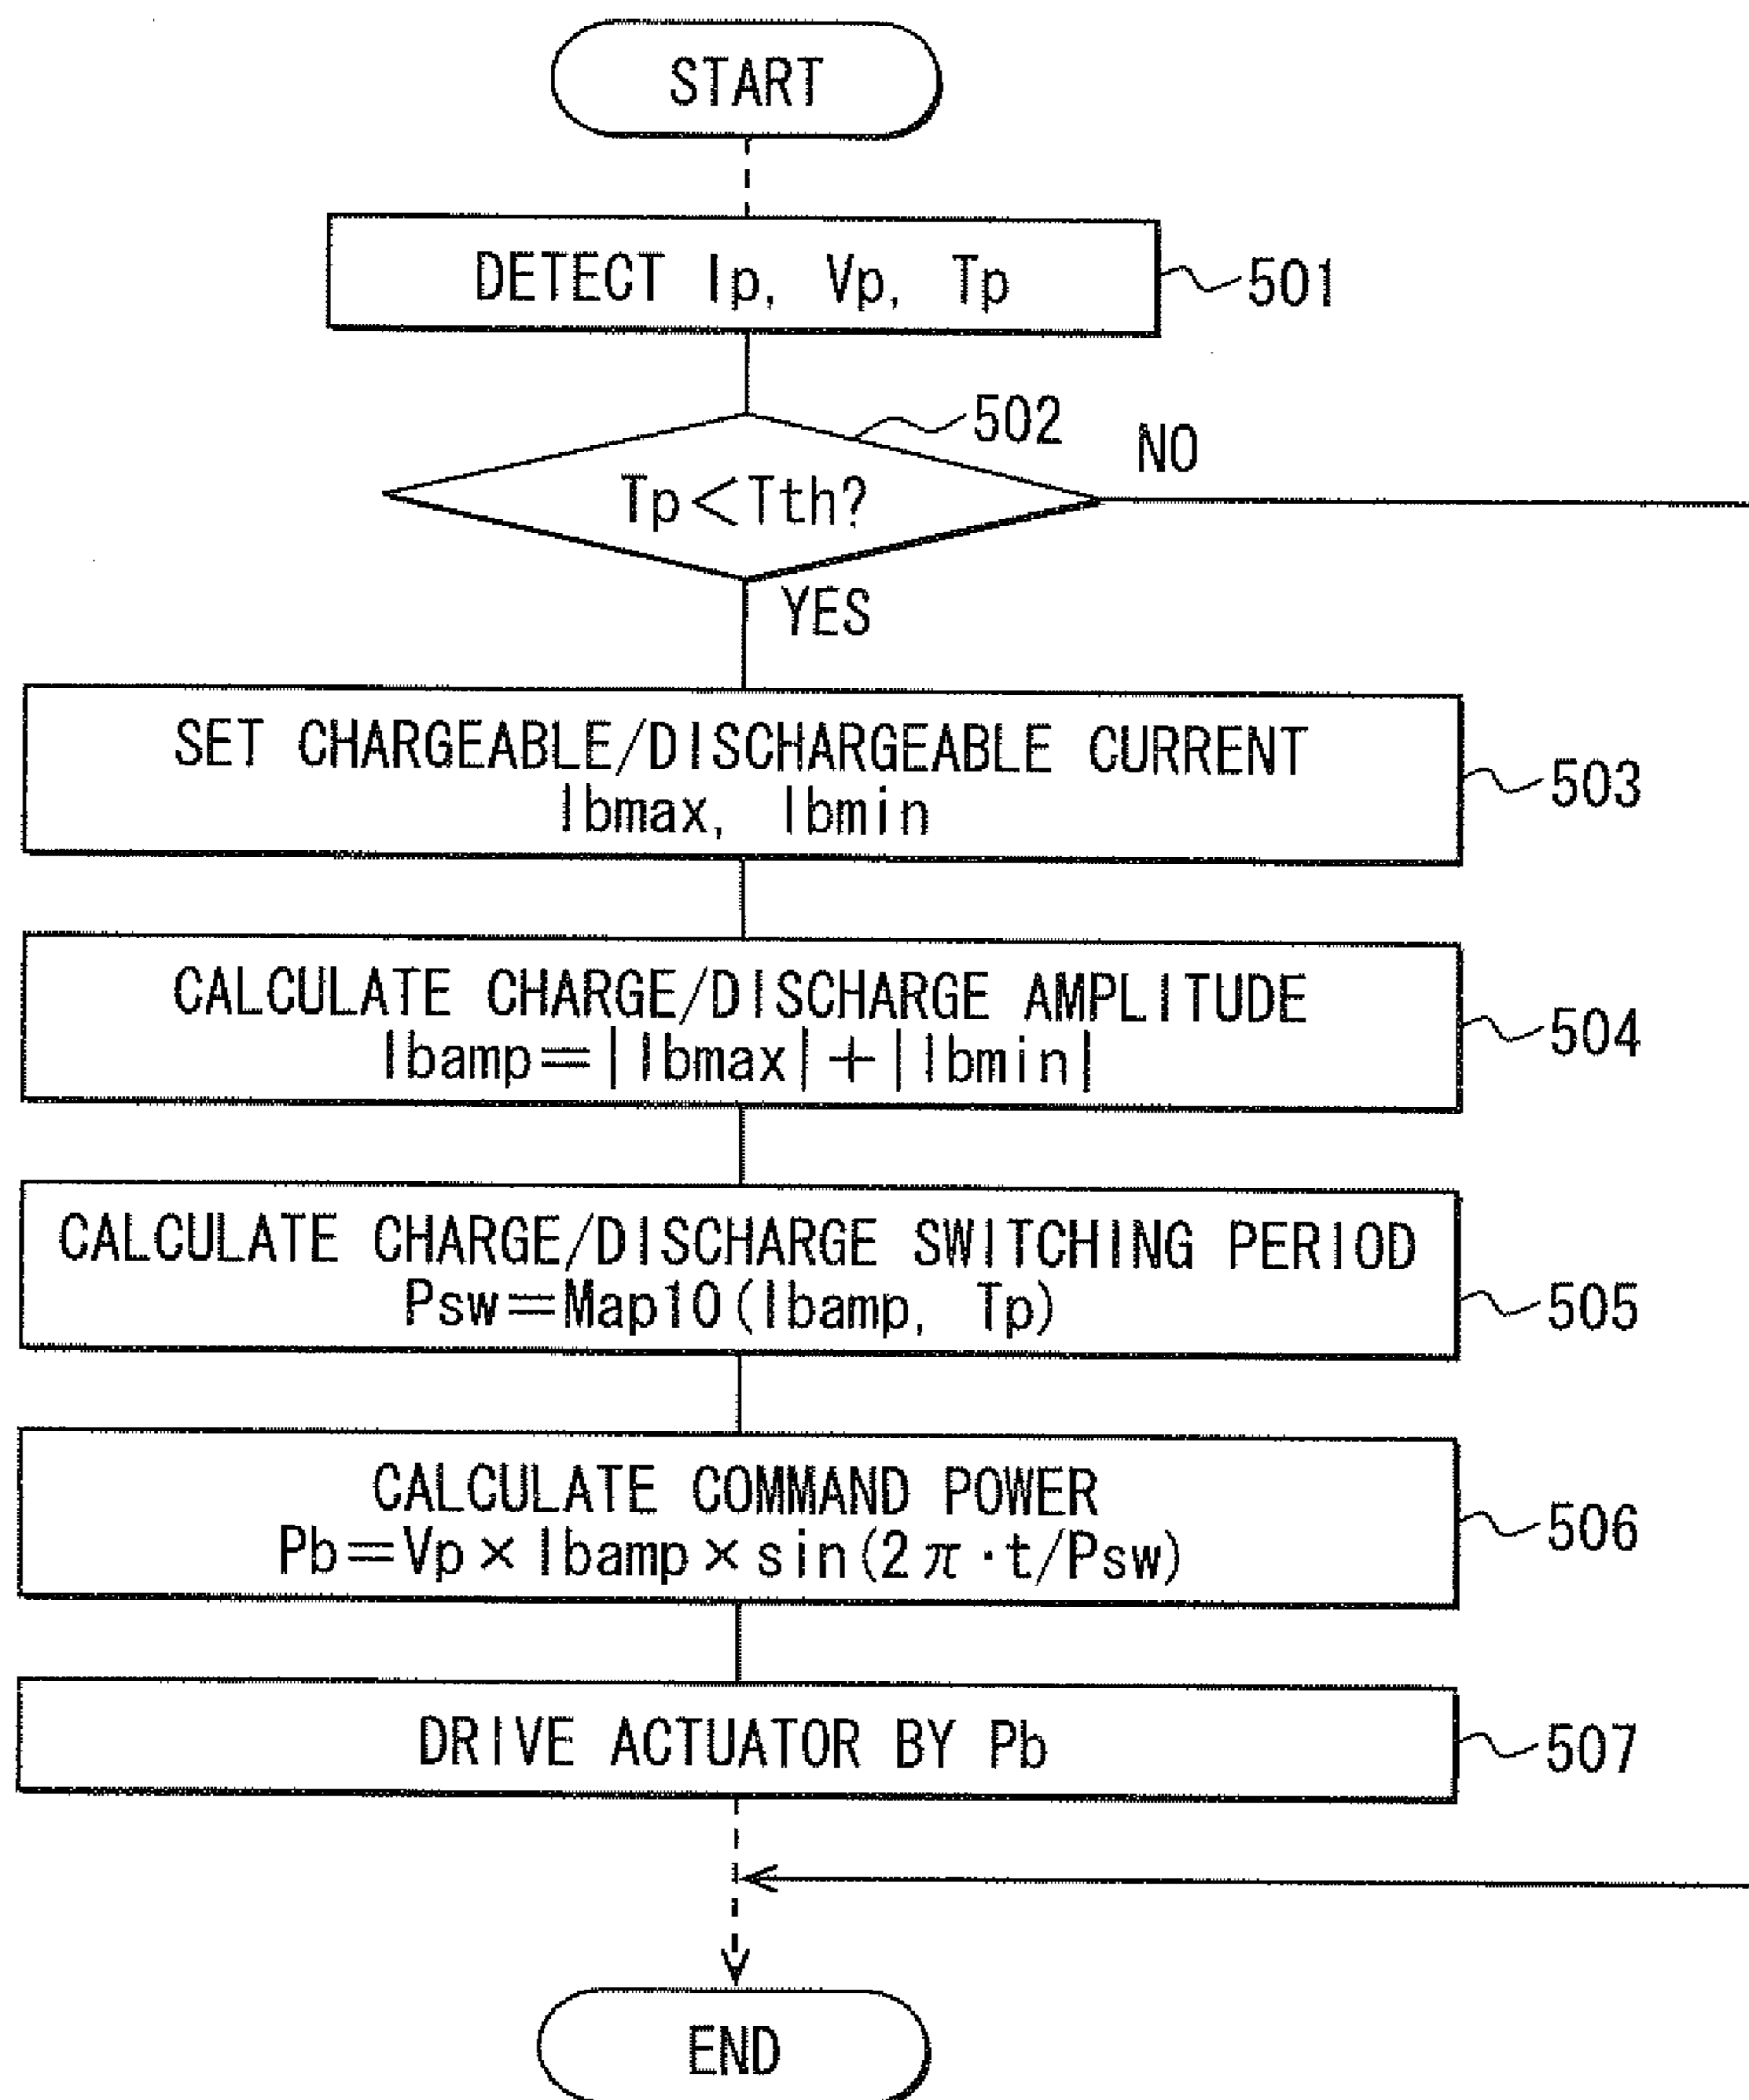 START
DETECT Ip, Vp, Tp
501
502
NO
Tp<Tth?
YES
SET CHARGEABLE/DISCHARGEABLE CURRENT
Ibmax, Ibmin
503
CALCULATE CHARGE/DISCHARGE AMPLITUDE
Ibamp=|Ibmax|+|Ibmin|
504
CALCULATE CHARGE/DISCHARGE SWITCHING PERIOD
Psw=Map10(Ibamp, Tp)
505
CALCULATE COMMAND POWER
Pb=Vp×Ibamp×sin(2π·t/Psw)
506
DRIVE ACTUATOR BY Pb
507
END